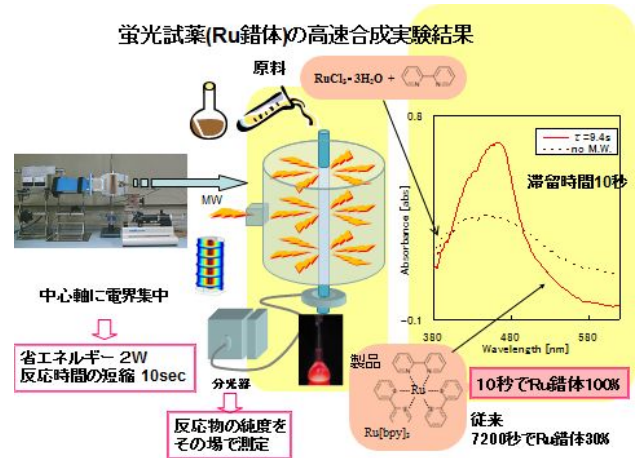 蛍光試薬(Ru錯体)の高速合成実験結果
原料
RuCl₃・3H₂O +
N N
MW
中心軸に電界集中
省エネルギー 2W
反応時間の短縮 10sec
分光器
反応物の純度を
その場で測定
0.8
τ=9.4s
no M.W.
滞留時間10秒
Absorbance [abs]
-0.1
380
480
580
Wavelength [nm]
製品
Ru
Ru[bpy]₃
10秒でRu錯体100%
従来
7200秒でRu錯体30%